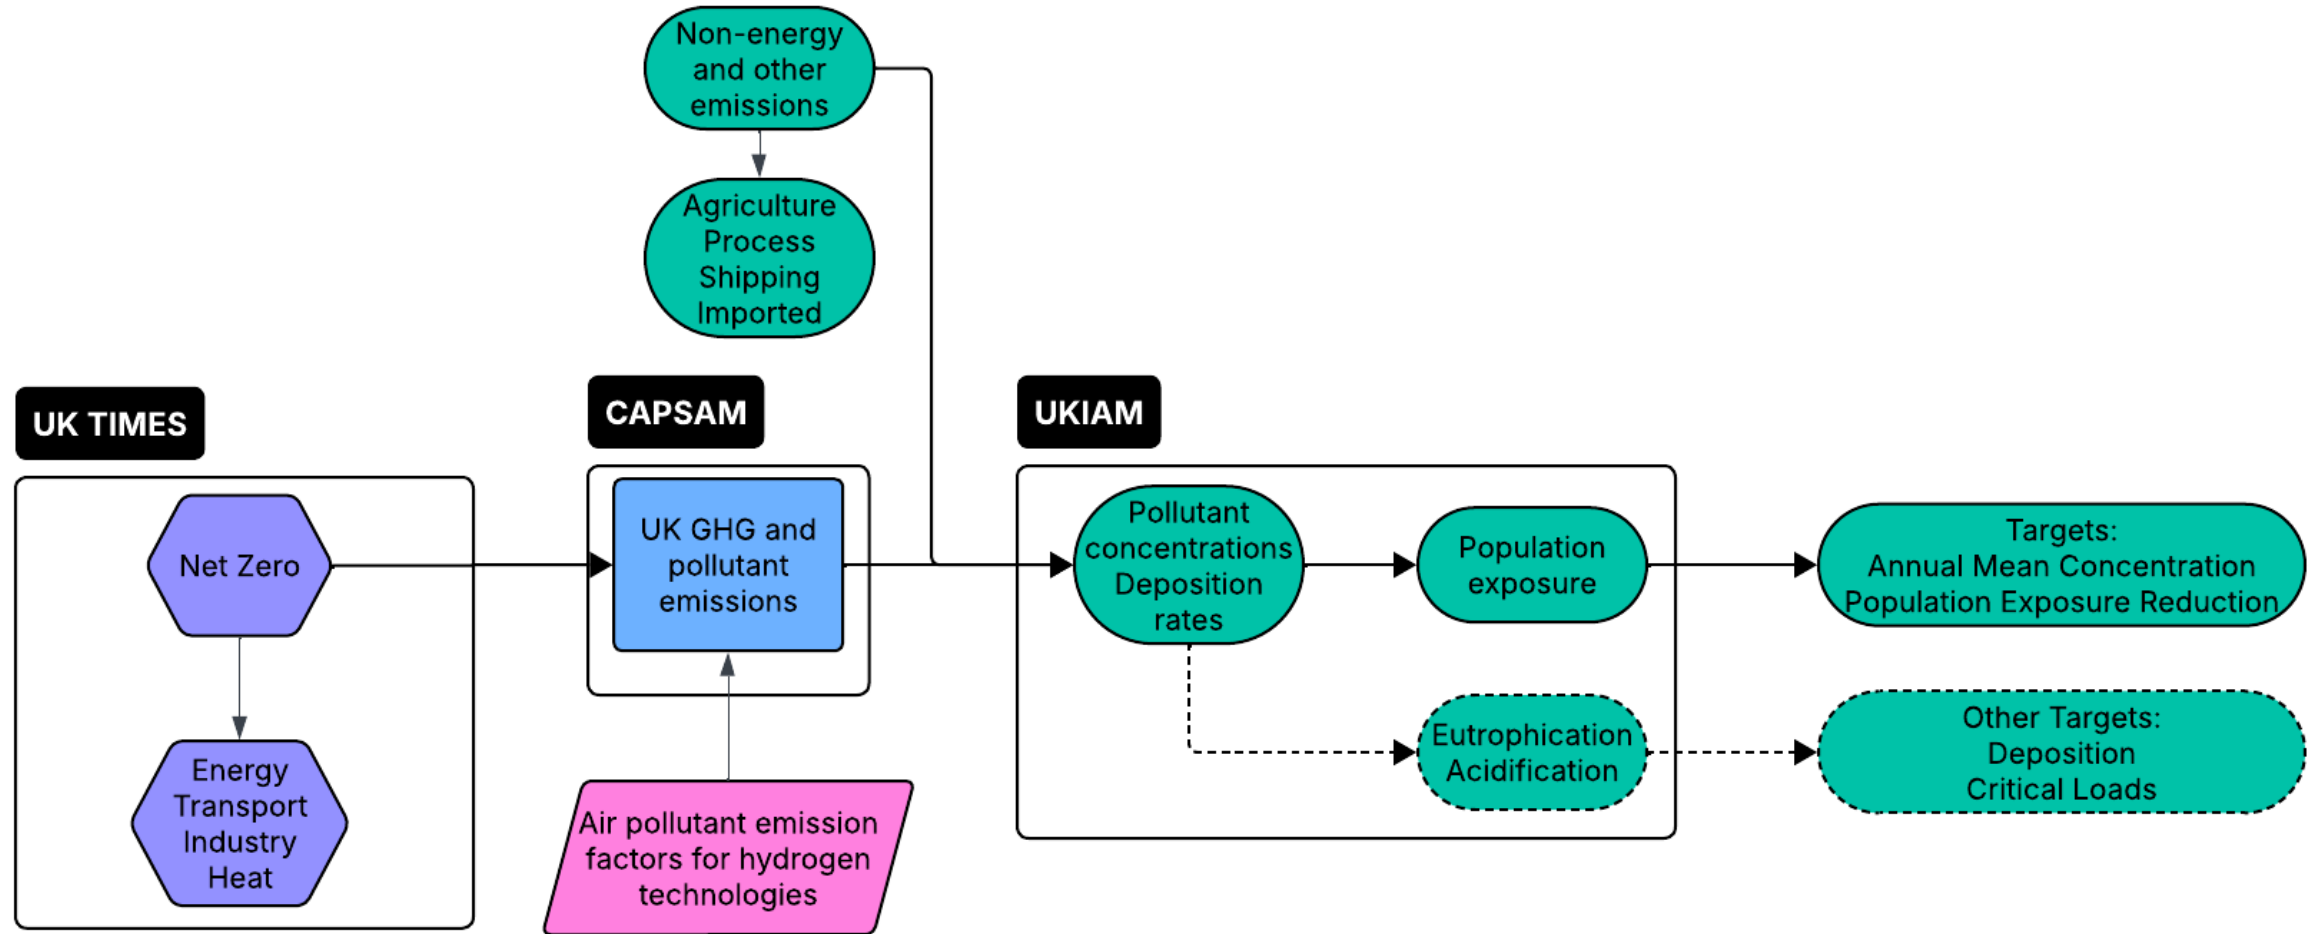 Non-energy
and other
emissions
Agriculture
Process
Shipping
Imported
UK TIMES
CAPSAM
UKIAM
Net Zero
Energy
Transport
Industry
Heat
UK GHG and
pollutant
emissions
Air pollutant emission
factors for hydrogen
technologies
Pollutant
concentrations
Deposition
rates
Population
exposure
Eutrophication
Acidification
Targets:
Annual Mean Concentration
Population Exposure Reduction
Other Targets:
Deposition
Critical Loads